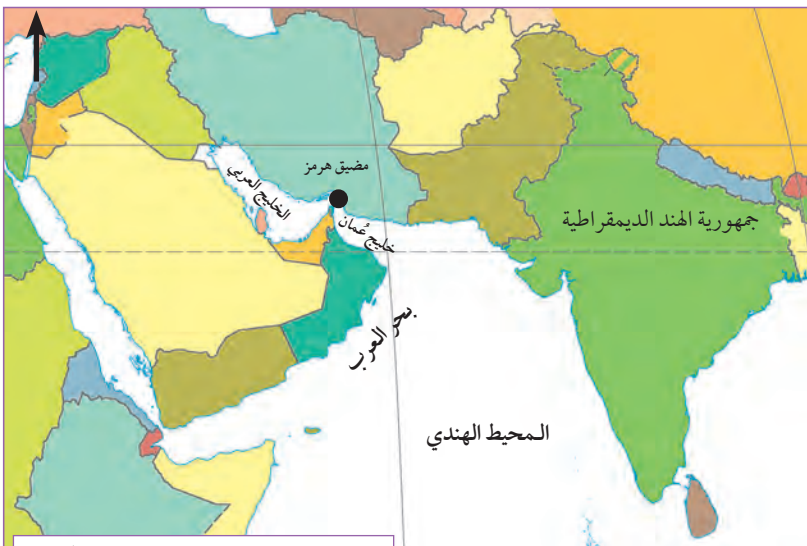 مضيق هرمز
الخليج العربي
خليج عُمان
جمهورية الهند الديمقراطية
بحر العرب
المحيط الهندي